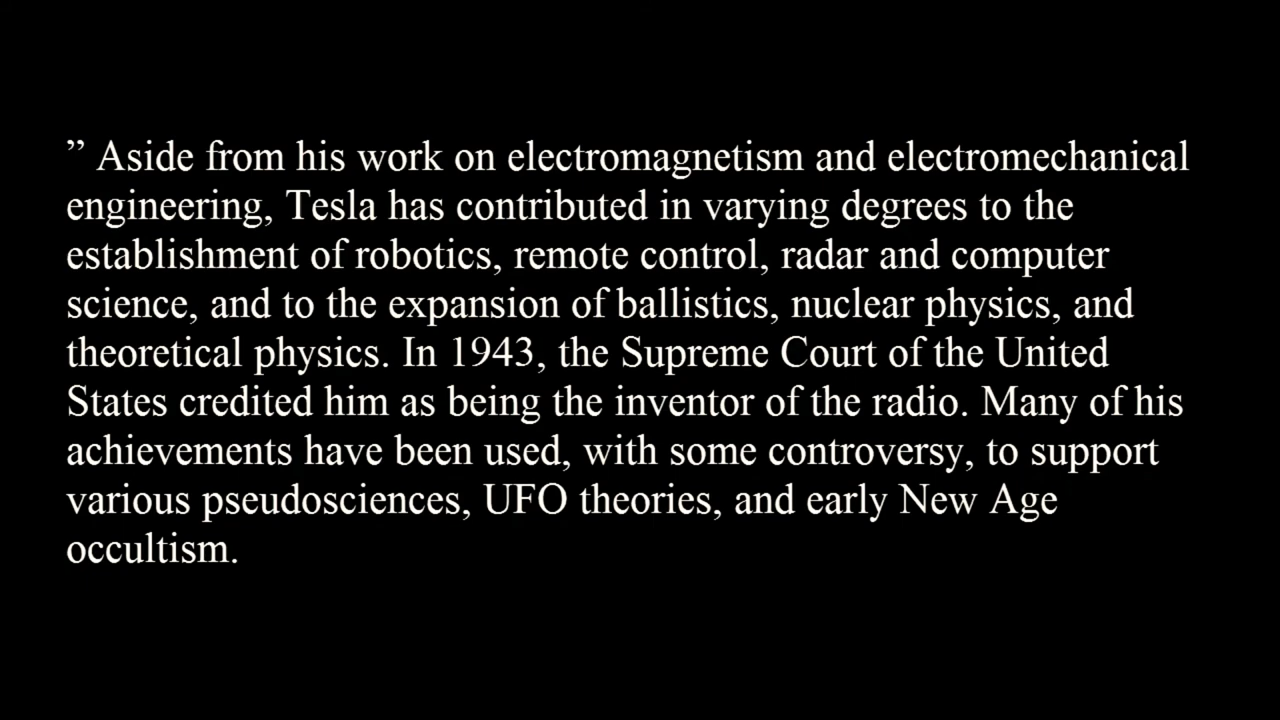 ” Aside from his work on electromagnetism and electromechanical
engineering, Tesla has contributed in varying degrees to the
establishment of robotics, remote control, radar and computer
science, and to the expansion of ballistics, nuclear physics, and
theoretical physics. In 1943, the Supreme Court of the United
States credited him as being the inventor of the radio. Many of his
achievements have been used, with some controversy, to support
various pseudosciences, UFO theories, and early New Age
occultism.